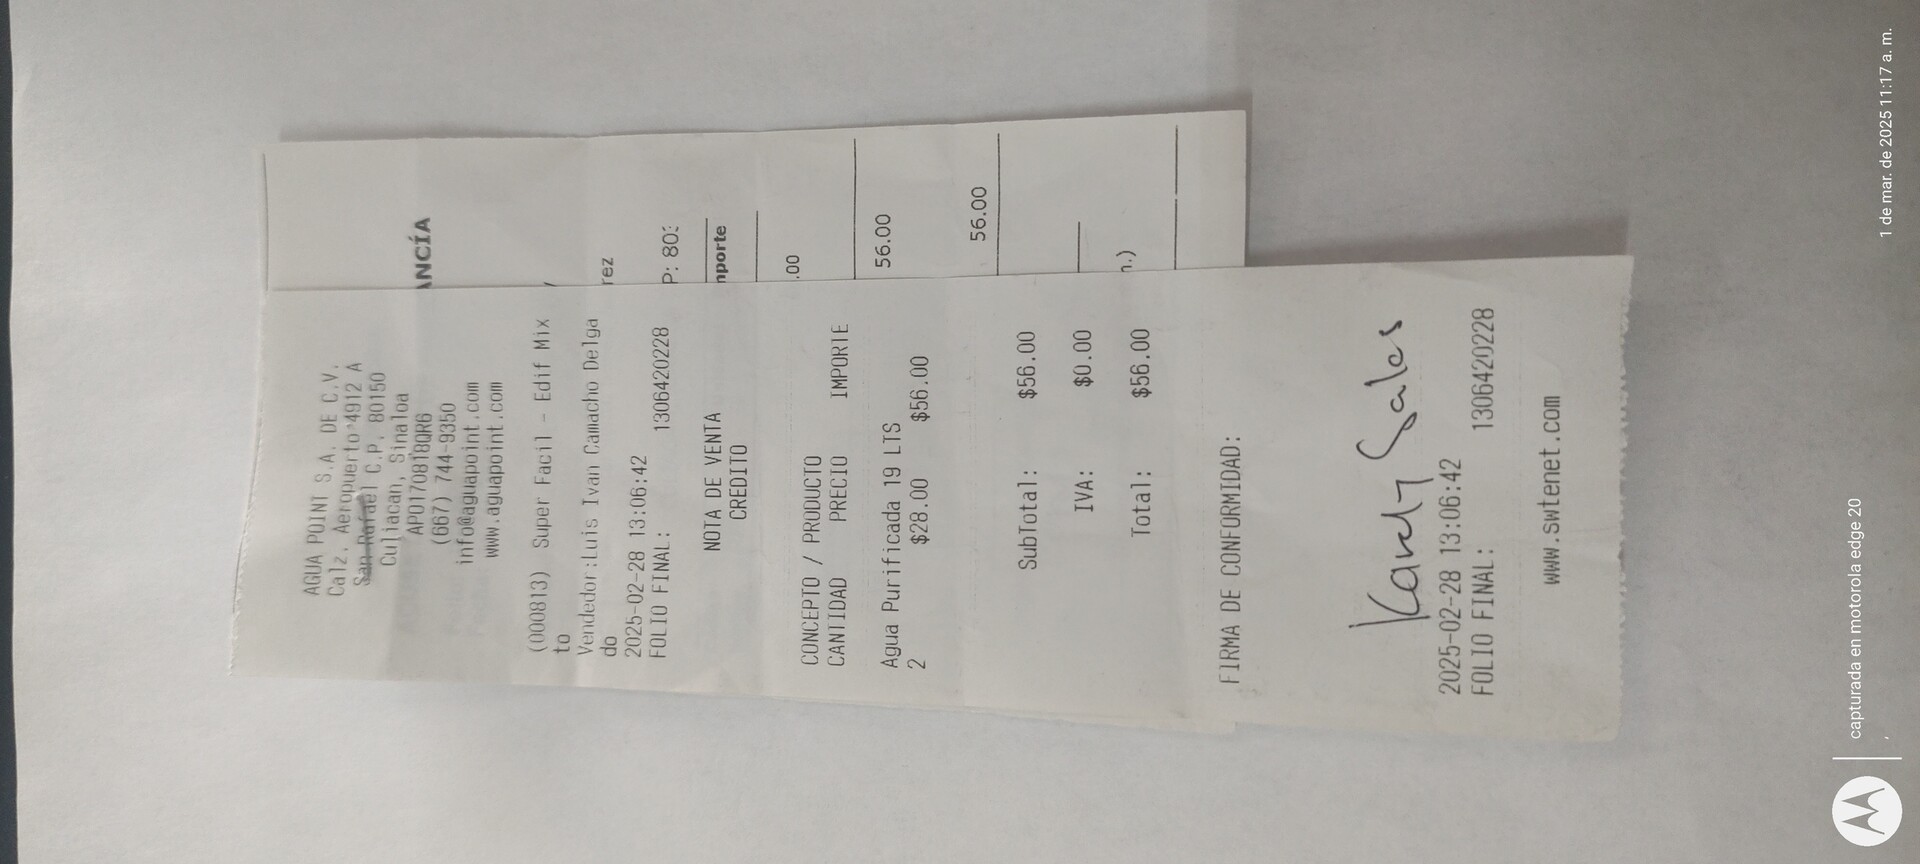 AGUA POINT S.A. DE C.V.
Calz. Aeropuerto 4912 A
San Rafael C.P. 80150
Culiacan, Sinaloa
APO170818QR6
(667) 744-9350
info@aguapoint.com
www.aguapoint.com
(000813) Super Facil - Edif Mix
to
Vendedor:Luis Ivan Camacho Delga
do
2025-02-28 13:06:42
FOLIO FINAL: 1306420228
NOTA DE VENTA
CREDITO
CONCEPTO / PRODUCTO
CANTIDAD PRECIO IMPORTE
Agua Purificada 19 LTS
2 $28.00 $56.00
SubTotal: $56.00
IVA: $0.00
Total: $56.00
FIRMA DE CONFORMIDAD:
2025-02-28 13:06:42
FOLIO FINAL: 1306420228
www.swtenet.com
ANCÍA
rez
P: 80
mporte
.00
56.00
56.00
n.)
capturada en motorola edge 20
1 de mar. de 2025 11:17 a. m.